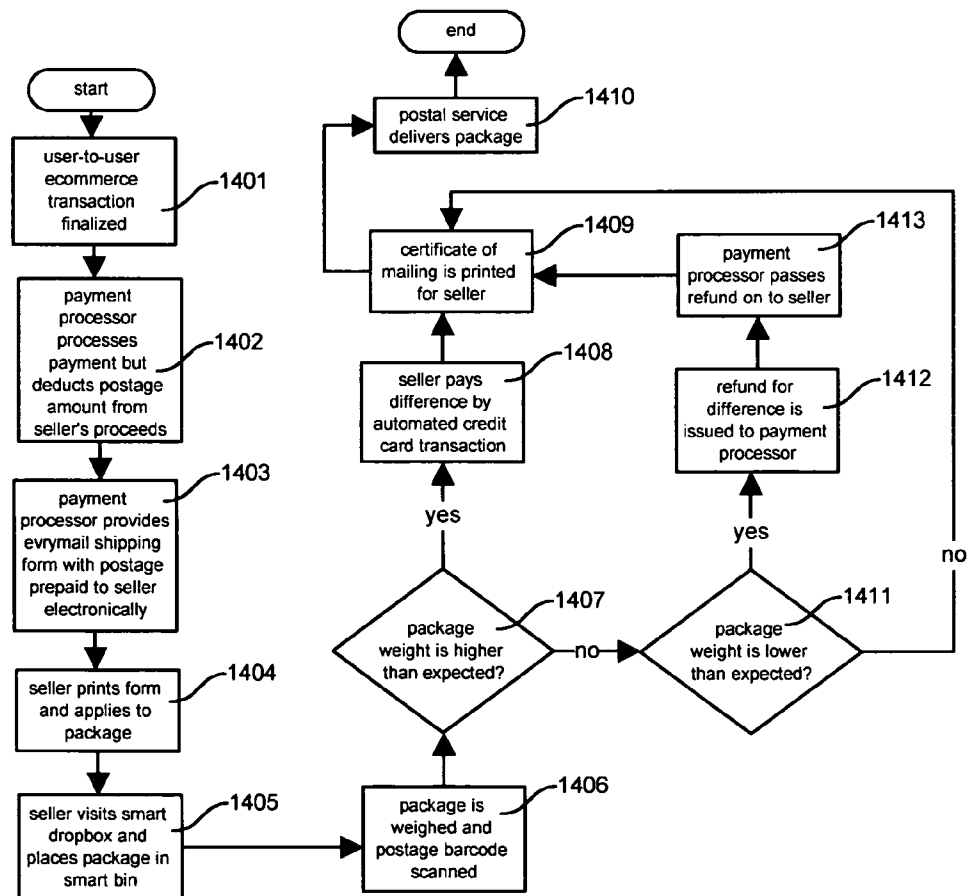 start
user-to-user
ecommerce
transaction
finalized
1401
payment
processor
processes
payment but
deducts postage
amount from
seller's proceeds
1402
payment
processor provides
evrymail shipping
form with postage
prepaid to seller
electronically
1403
seller prints form
and applies to
package
1404
seller visits smart
dropbox and
places package in
smart bin
1405
package is
weighed and
postage barcode
scanned
1406
package
weight is higher
than expected?
1407
yes
no
seller pays
difference by
automated credit
card transaction
1408
certificate of
mailing is printed
for seller
1409
postal service
delivers package
1410
end
package
weight is lower
than expected?
1411
yes
no
refund for
difference is
issued to payment
processor
1412
payment
processor passes
refund on to seller
1413